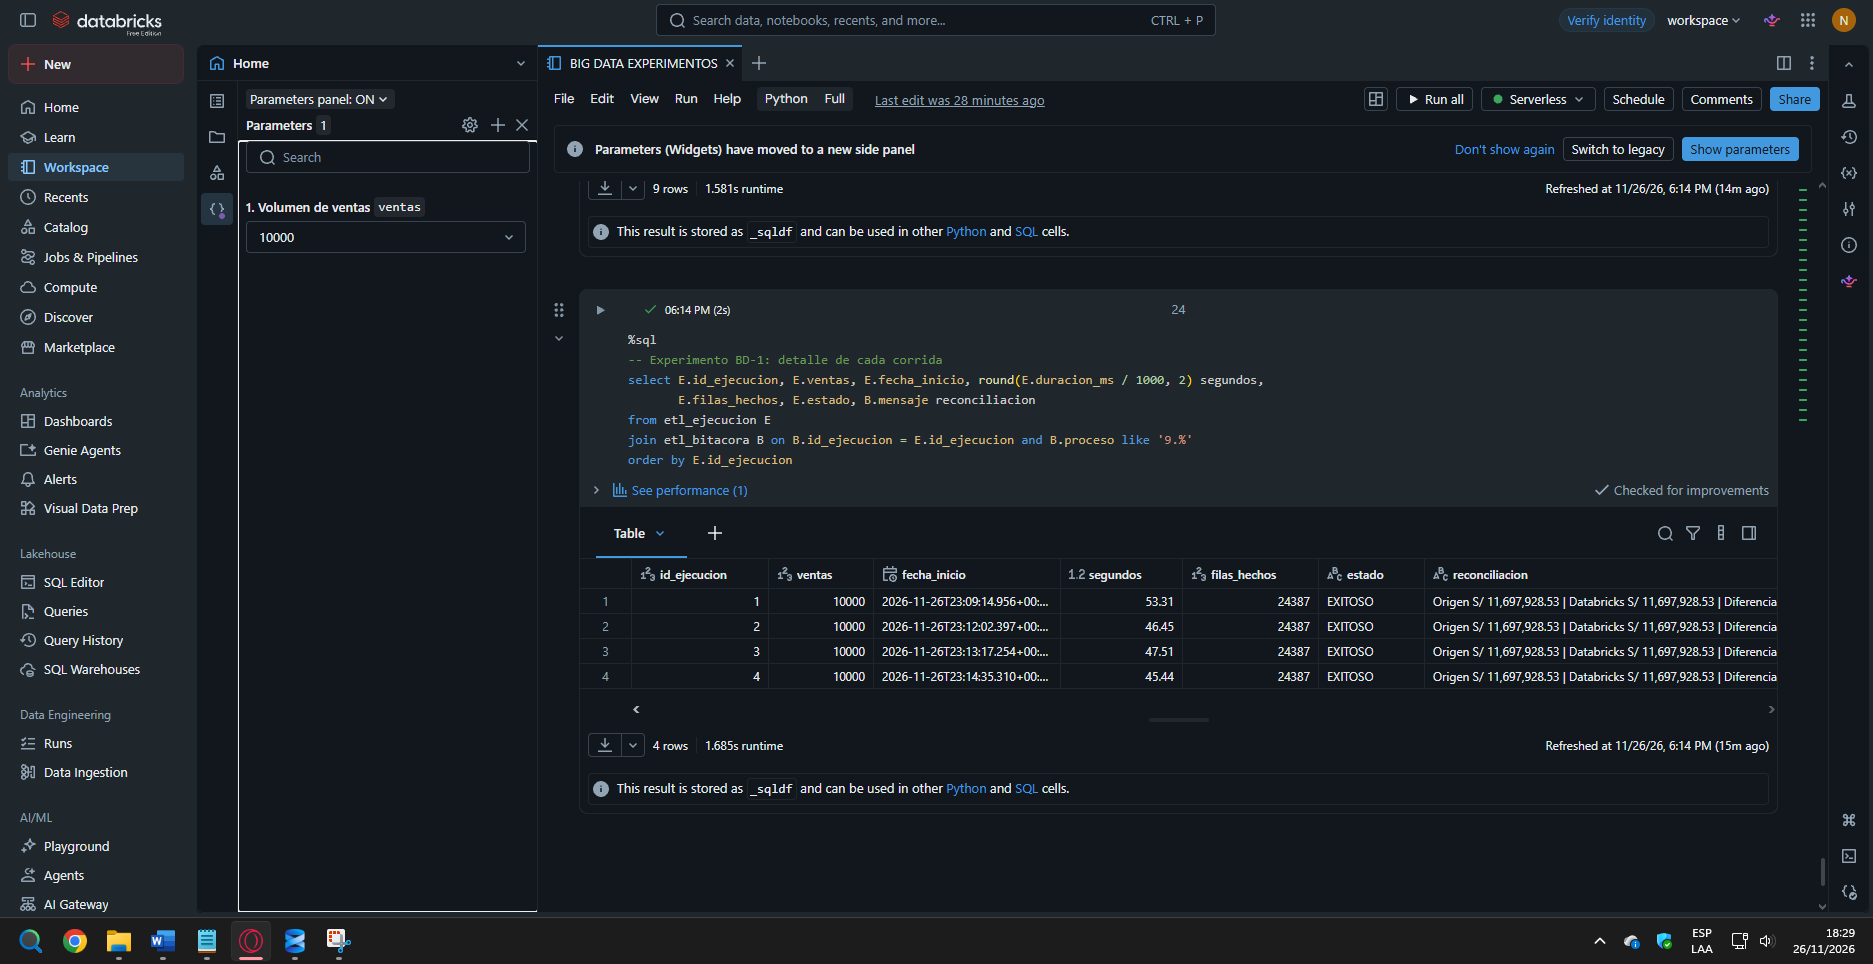 databricks
Free Edition
Search data, notebooks, recents, and more...
CTRL + P
Verify identity
workspace
N
New
Home
Learn
Workspace
Recents
Catalog
Jobs & Pipelines
Compute
Discover
Marketplace
Analytics
Dashboards
Genie Agents
Alerts
Visual Data Prep
Lakehouse
SQL Editor
Queries
Query History
SQL Warehouses
Data Engineering
Runs
Data Ingestion
AI/ML
Playground
Agents
AI Gateway
Home
Parameters panel: ON
Parameters 1
Search
1. Volumen de ventas ventas
10000
BIG DATA EXPERIMENTOS
File Edit View Run Help Python Full Last edit was 28 minutes ago
Run all
Serverless
Schedule
Comments
Share
Parameters (Widgets) have moved to a new side panel
Don't show again
Switch to legacy
Show parameters
9 rows 1.581s runtime
Refreshed at 11/26/26, 6:14 PM (14m ago)
This result is stored as _sqldf and can be used in other Python and SQL cells.
06:14 PM (2s)
24
%sql
-- Experimento BD-1: detalle de cada corrida
select E.id_ejecucion, E.ventas, E.fecha_inicio, round(E.duracion_ms / 1000, 2) segundos,
E.filas_hechos, E.estado, B.mensaje reconciliacion
from etl_ejecucion E
join etl_bitacora B on B.id_ejecucion = E.id_ejecucion and B.proceso like '9.%'
order by E.id_ejecucion
See performance (1)
Checked for improvements
Table
id_ejecucion ventas fecha_inicio 1.2 segundos filas_hechos estado reconciliacion
1 1 10000 2026-11-26T23:09:14.956+00:... 53.31 24387 EXITOSO Origen S/ 11,697,928.53 | Databricks S/ 11,697,928.53 | Diferencia
2 2 10000 2026-11-26T23:12:02.397+00:... 46.45 24387 EXITOSO Origen S/ 11,697,928.53 | Databricks S/ 11,697,928.53 | Diferencia
3 3 10000 2026-11-26T23:13:17.254+00:... 47.51 24387 EXITOSO Origen S/ 11,697,928.53 | Databricks S/ 11,697,928.53 | Diferencia
4 4 10000 2026-11-26T23:14:35.310+00:... 45.44 24387 EXITOSO Origen S/ 11,697,928.53 | Databricks S/ 11,697,928.53 | Diferencia
4 rows 1.685s runtime
Refreshed at 11/26/26, 6:14 PM (15m ago)
This result is stored as _sqldf and can be used in other Python and SQL cells.
ESP
LAA
18:29
26/11/2026